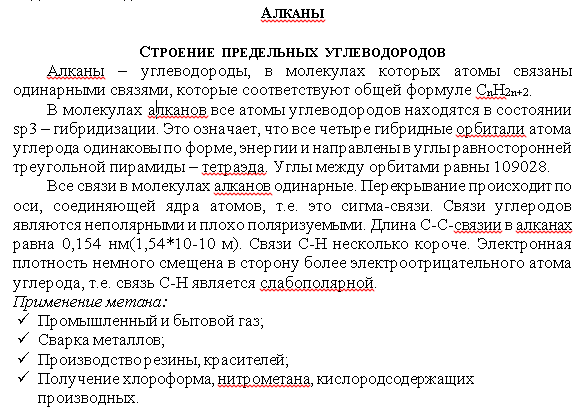 Алканы
Строение предельных углеводородов
Алканы – углеводороды, в молекулах которых атомы связаны
одинарными связями, которые соответствуют общей формуле CnH2n+2.
В молекулах алканов все атомы углеводородов находятся в состоянии
sp3 – гибридизации. Это означает, что все четыре гибридные орбитали атома
углерода одинаковы по форме, энергии и направлены в углы равносторонней
треугольной пирамиды – тетраэда. Углы между орбитами равны 109028.
Все связи в молекулах алканов одинарные. Перекрывание происходит по
оси, соединяющей ядра атомов, т.е. это сигма-связи. Связи углеродов
являются неполярными и плохо поляризуемыми. Длина С-С-связии в алканах
равна 0,154 нм(1,54*10-10 м). Связи С-Н несколько короче. Электронная
плотность немного смещена в сторону более электроотрицательного атома
углерода, т.е. связь С-Н является слабополярной.
Применение метана:
✓ Промышленный и бытовой газ;
✓ Сварка металлов;
✓ Производство резины, красителей;
✓ Получение хлороформа, нитрометана, кислородсодержащих
производных.